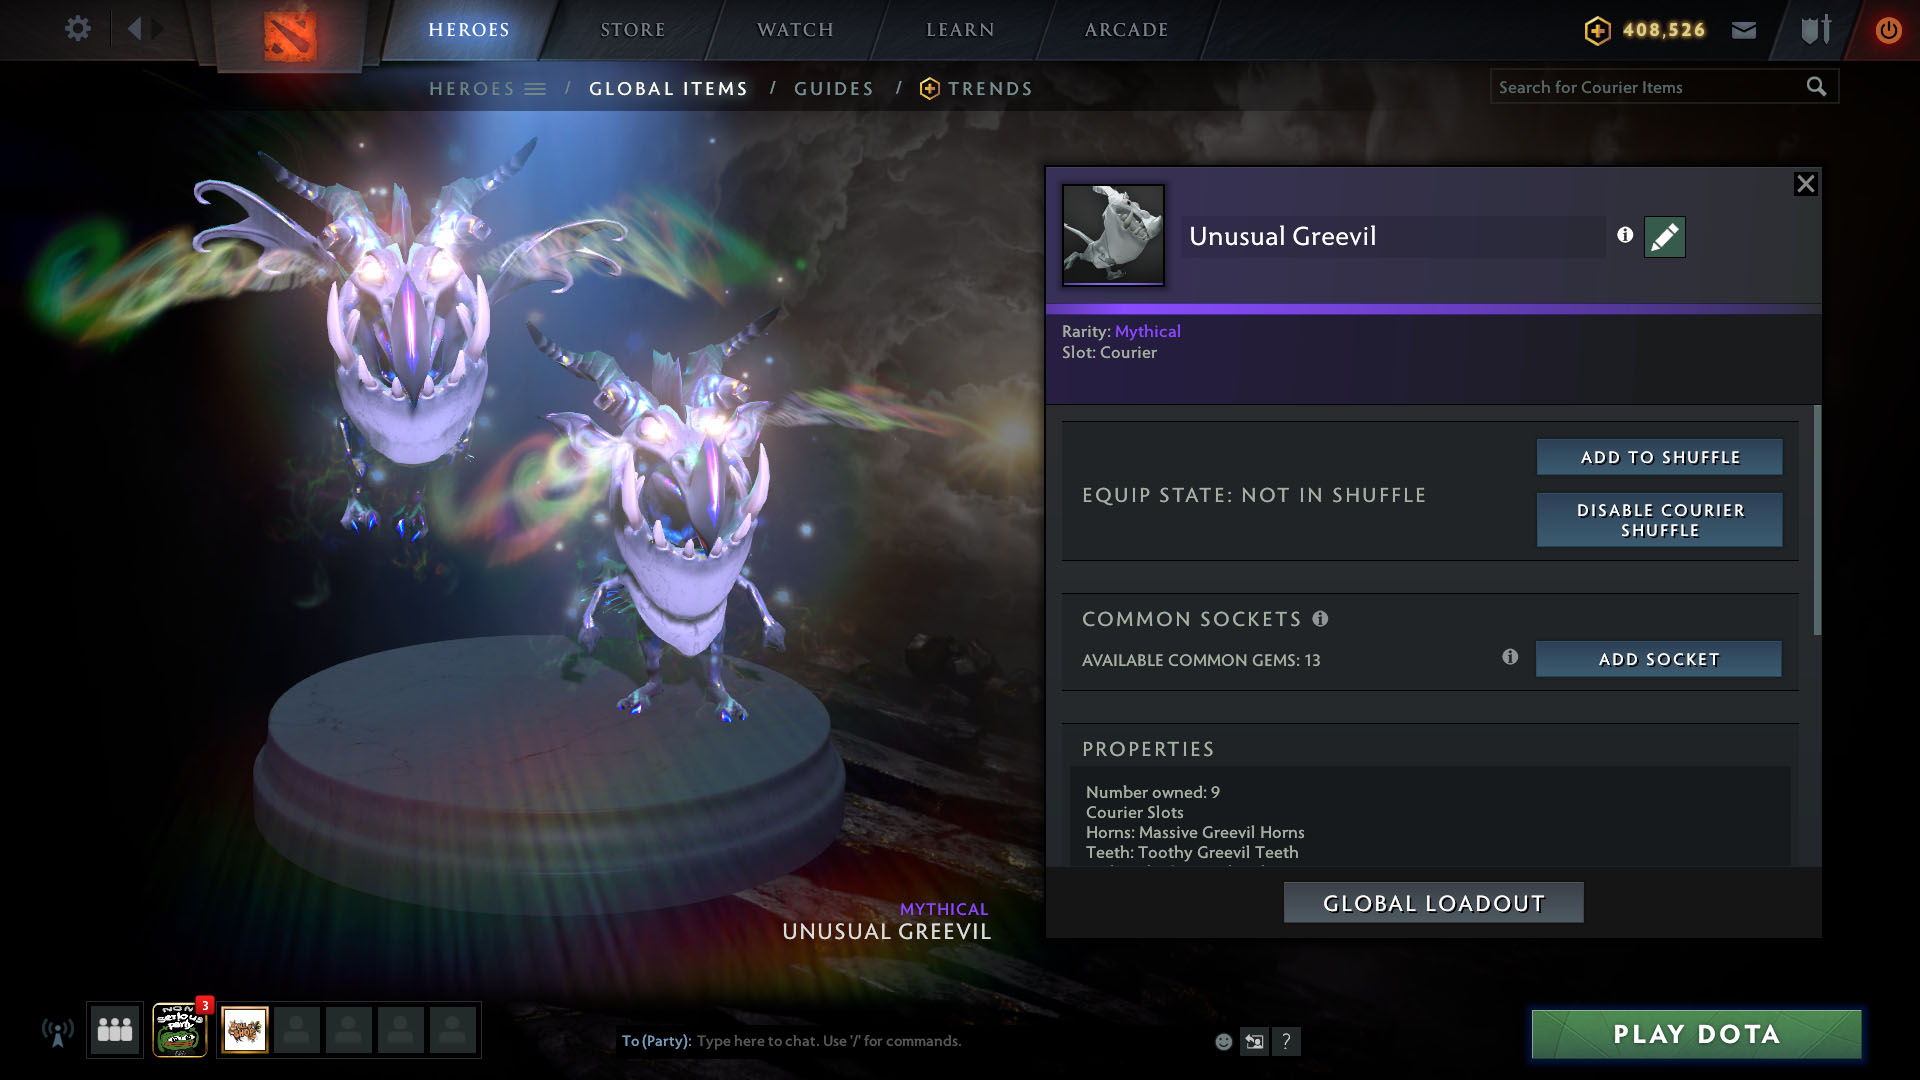 HEROES
STORE
WATCH
LEARN
ARCADE
408,526
HEROES / GLOBAL ITEMS / GUIDES / TRENDS
Search for Courier Items
Unusual Greevil
Rarity: Mythical
Slot: Courier
EQUIP STATE: NOT IN SHUFFLE
ADD TO SHUFFLE
DISABLE COURIER
SHUFFLE
COMMON SOCKETS
AVAILABLE COMMON GEMS: 13
ADD SOCKET
PROPERTIES
Number owned: 9
Courier Slots
Horns: Massive Greevil Horns
Teeth: Toothy Greevil Teeth
GLOBAL LOADOUT
MYTHICAL
UNUSUAL GREEVIL
NON
SERIOUS
PARTY
3
To (Party): Type here to chat. Use '/' for commands.
?
PLAY DOTA